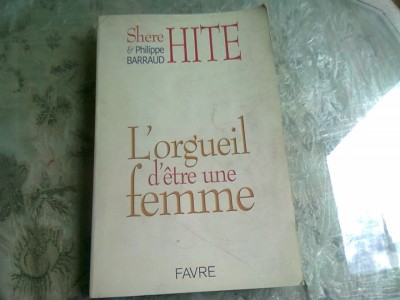 Shere HITE
& Philippe
BARRAUD
L'orgueil
d'être une
femme
FAVRE